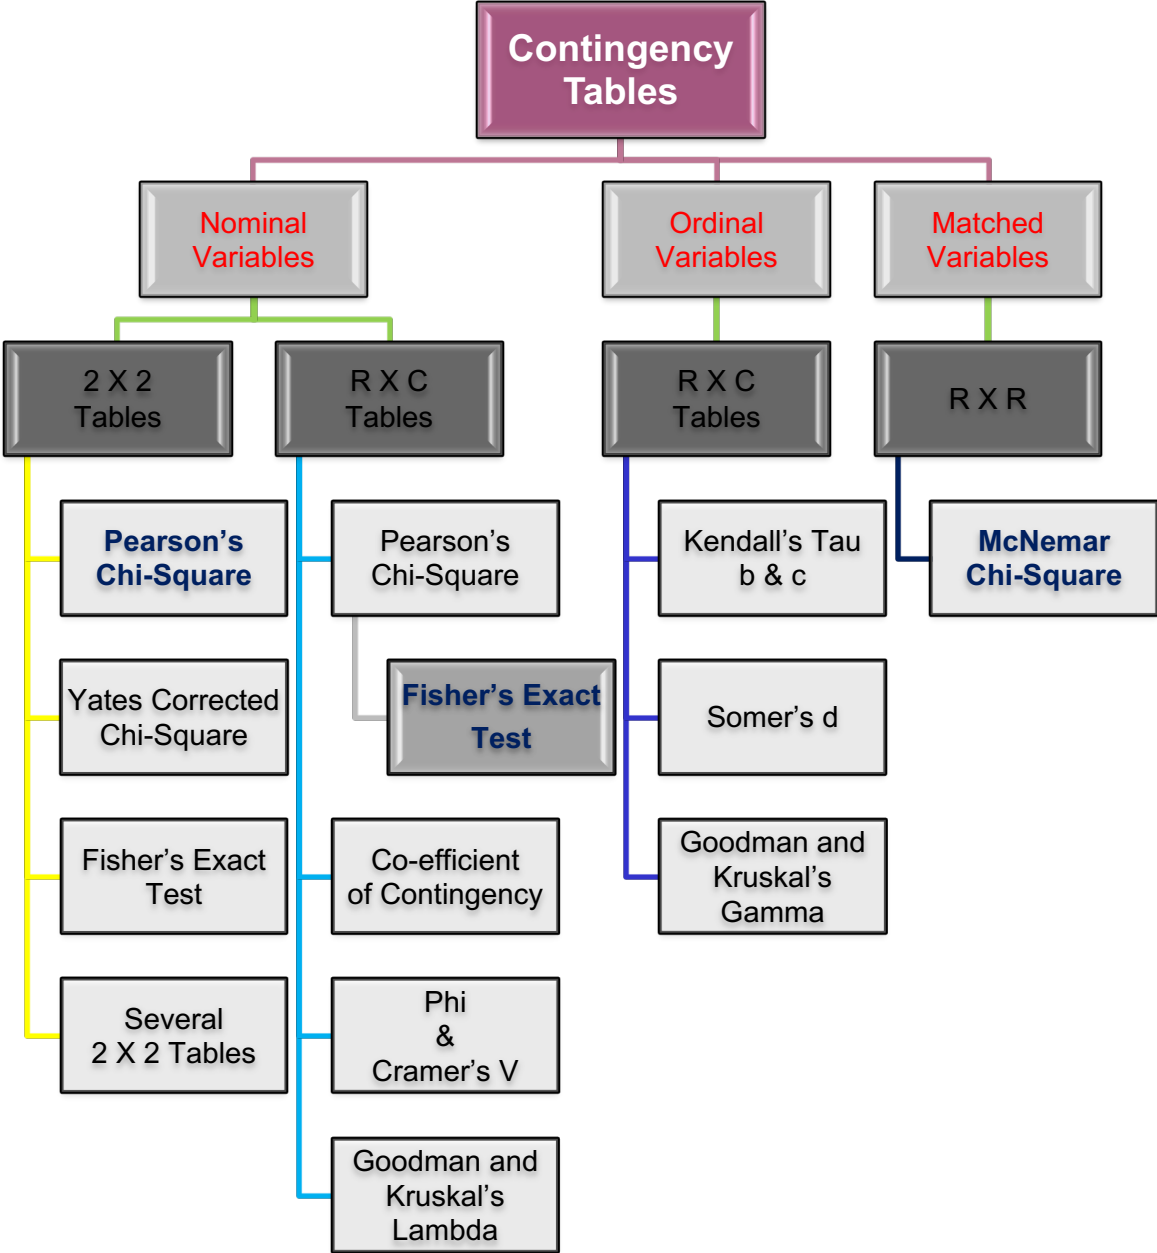 Contingency
Tables
Nominal
Variables
Ordinal
Variables
Matched
Variables
2 X 2
Tables
R X C
Tables
R X C
Tables
R X R
Pearson’s
Chi-Square
Pearson’s
Chi-Square
Kendall’s Tau
b & c
McNemar
Chi-Square
Yates Corrected
Chi-Square
Fisher’s Exact
Test
Somer’s d
Fisher’s Exact
Test
Co-efficient
of Contingency
Goodman and
Kruskal’s
Gamma
Several
2 X 2 Tables
Phi
&
Cramer’s V
Goodman and
Kruskal’s
Lambda